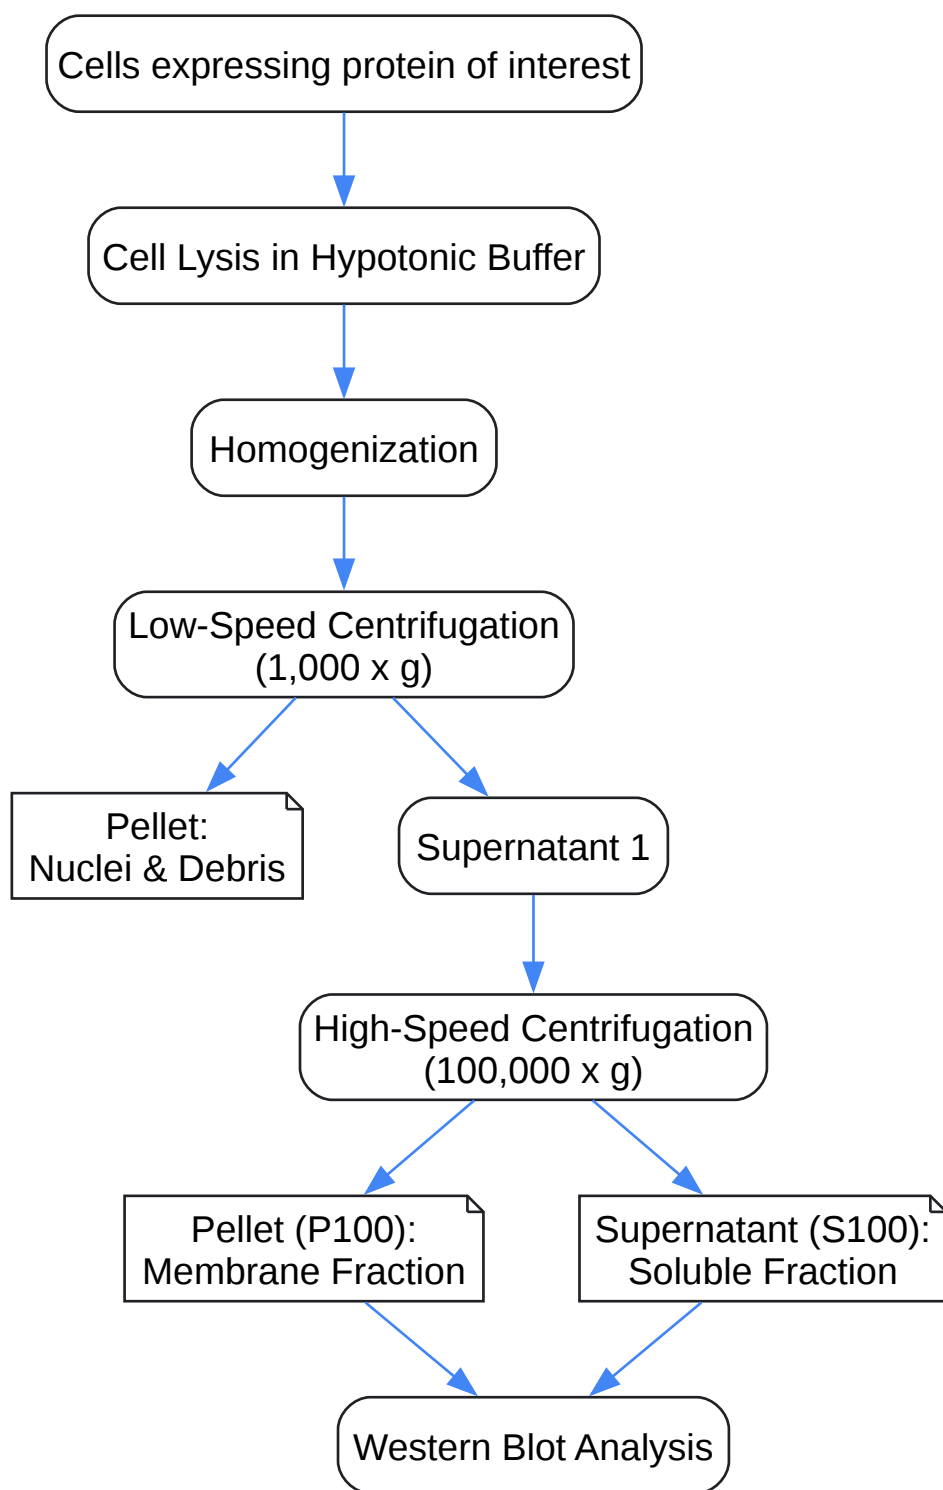 Cells expressing protein of interest
Cell Lysis in Hypotonic Buffer
Homogenization
Low-Speed Centrifugation
(1,000 x g)
Pellet:
Nuclei & Debris
Supernatant 1
High-Speed Centrifugation
(100,000 x g)
Pellet (P100):
Membrane Fraction
Supernatant (S100):
Soluble Fraction
Western Blot Analysis